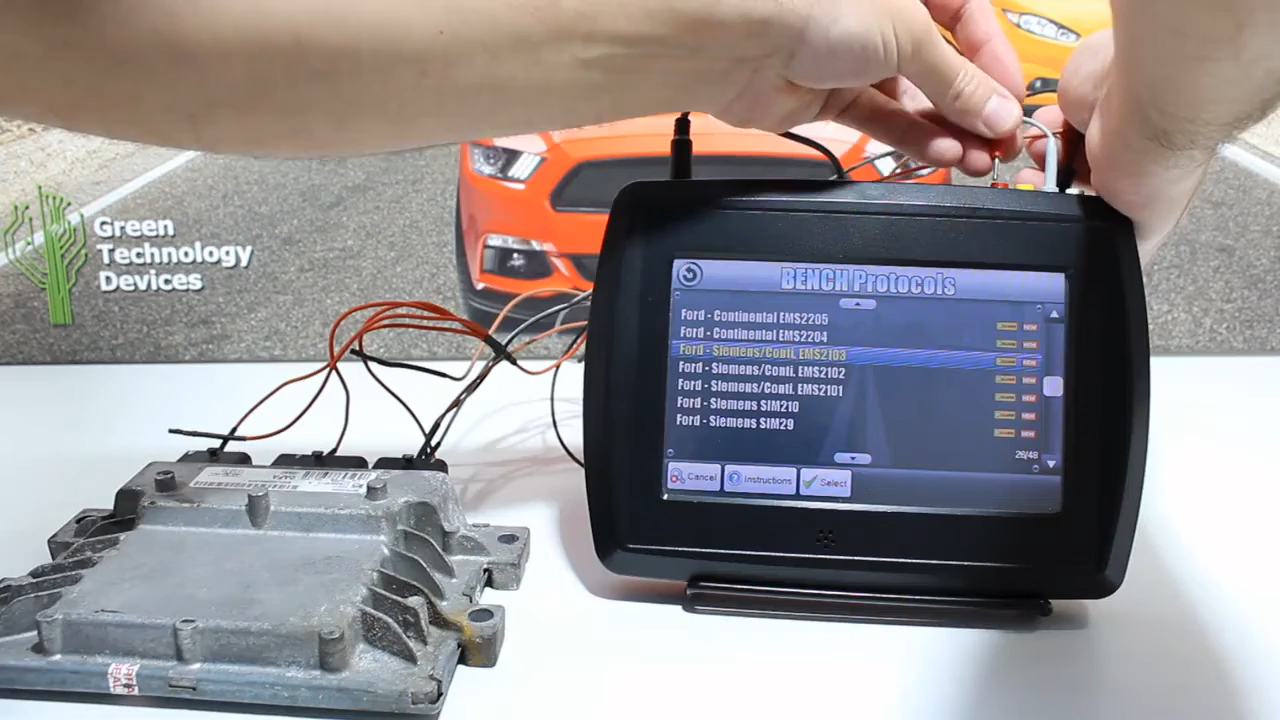 Green
Technology
Devices
BENCH Protocols
Ford - Continental EMS2205
Ford - Continental EMS2204
Ford - Siemens/Conti. EMS2103
Ford - Siemens/Conti. EMS2102
Ford - Siemens/Conti. EMS2101
Ford - Siemens SIM210
Ford - Siemens SIM29
26/48
Cancel
Instructions
Select